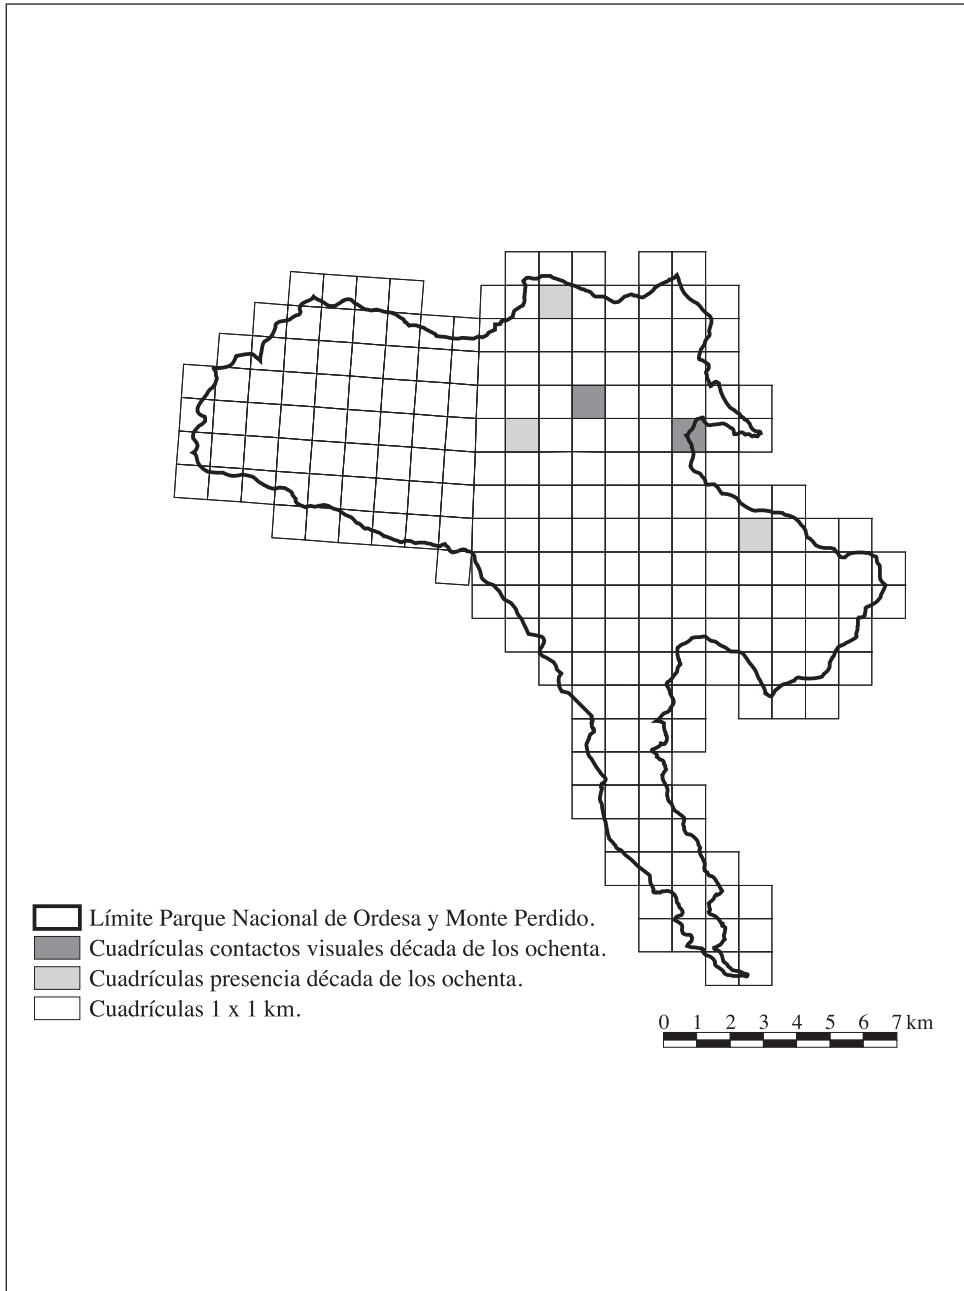 Límite Parque Nacional de Ordesa y Monte Perdido.
Cuadrículas contactos visuales década de los ochenta.
Cuadrículas presencia década de los ochenta.
Cuadrículas 1 x 1 km.
0 1 2 3 4 5 6 7 km